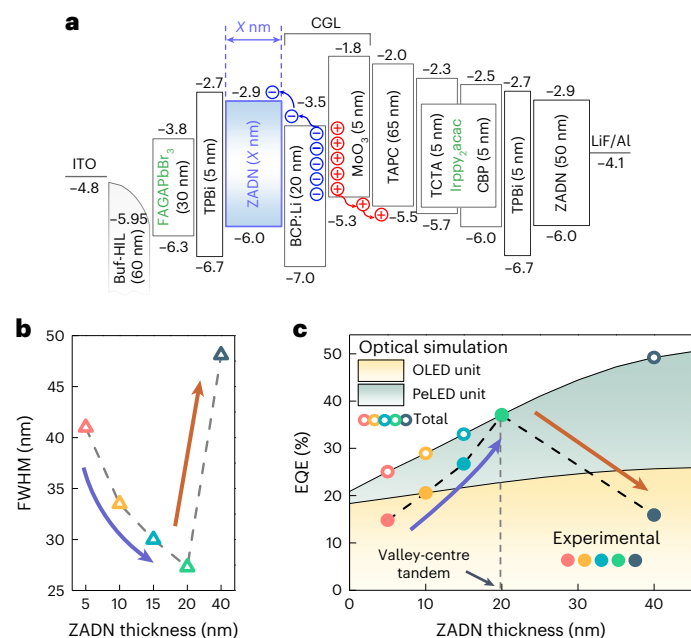 a
X nm
CGL
−1.8
−2.0
−2.3
−2.5
−2.7
−2.7
−2.9
−2.9
−3.5
−3.8
ITO
−4.8
LiF/Al
−4.1
Buf-HIL
(60 nm)
−5.95
FAGAPbBr3
(30 nm)
TPBi (5 nm)
ZADN (X nm)
BCP:Li (20 nm)
MoO3 (5 nm)
TAPC (65 nm)
TCTA (5 nm)
Irppy2acac
CBP (5 nm)
TPBi (5 nm)
ZADN (50 nm)
−6.3
−6.7
−6.0
−7.0
−5.3
−5.5
−5.7
−6.0
−6.7
−6.0
b
FWHM (nm)
50
45
40
35
30
25
5 10 15 20 40
ZADN thickness (nm)
c
EQE (%)
50
40
30
20
10
0
Optical simulation
OLED unit
PeLED unit
Total
Valley-centre
tandem
Experimental
0 10 20 30 40
ZADN thickness (nm)